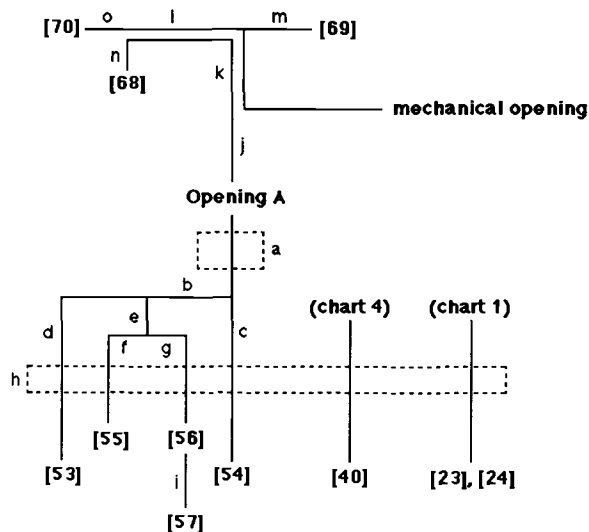 o l m
[70] [69]
n k
[68]
mechanical opening
j
Opening A
a
b
d e c (chart 4) (chart 1)
f g
h
[55] [56]
[53] [54] [40] [23], [24]
i
[57]